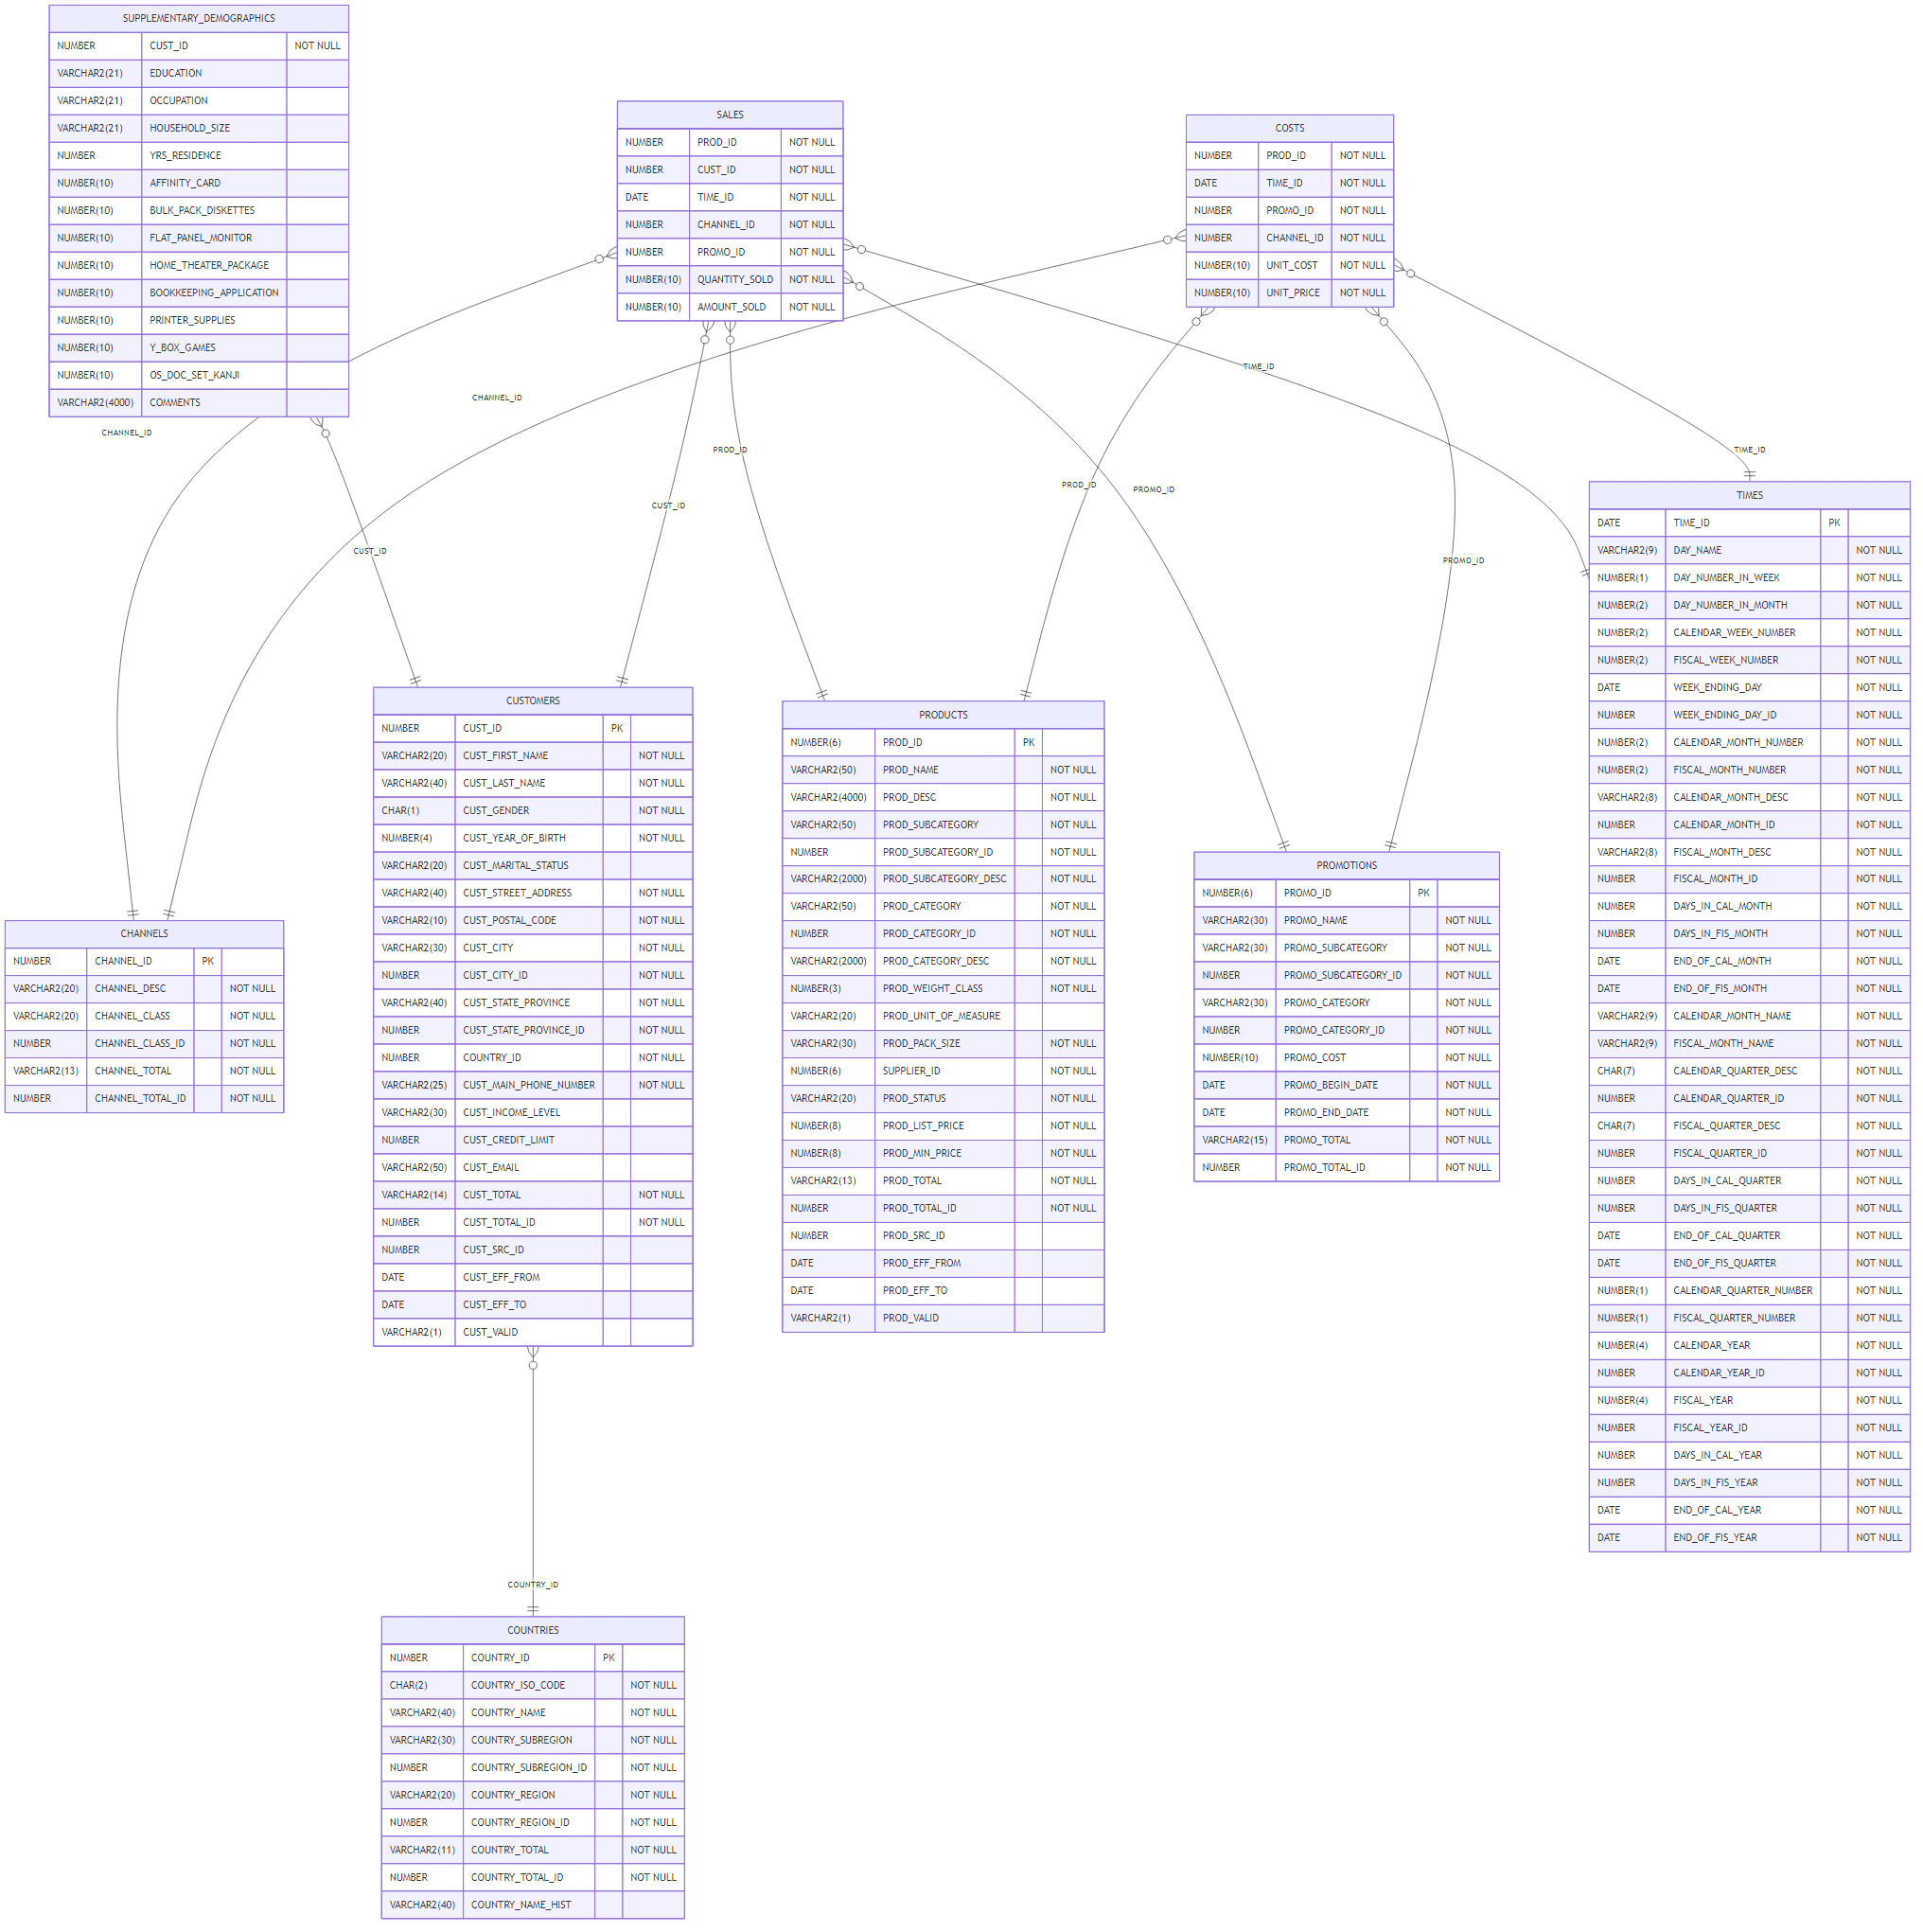 SUPPLEMENTARY_DEMOGRAPHICS
NUMBER CUST_ID NOT NULL
VARCHAR2(21) EDUCATION
VARCHAR2(21) OCCUPATION
VARCHAR2(21) HOUSEHOLD_SIZE
NUMBER YRS_RESIDENCE
NUMBER(10) AFFINITY_CARD
NUMBER(10) BULK_PACK_DISKETTES
NUMBER(10) FLAT_PANEL_MONITOR
NUMBER(10) HOME_THEATER_PACKAGE
NUMBER(10) BOOKKEEPING_APPLICATION
NUMBER(10) PRINTER_SUPPLIES
NUMBER(10) Y_BOX_GAMES
NUMBER(10) OS_DOC_SET_KANJI
VARCHAR2(4000) COMMENTS
SALES
NUMBER PROD_ID NOT NULL
NUMBER CUST_ID NOT NULL
DATE TIME_ID NOT NULL
NUMBER CHANNEL_ID NOT NULL
NUMBER PROMO_ID NOT NULL
NUMBER(10) QUANTITY_SOLD NOT NULL
NUMBER(10) AMOUNT_SOLD NOT NULL
COSTS
NUMBER PROD_ID NOT NULL
DATE TIME_ID NOT NULL
NUMBER PROMO_ID NOT NULL
NUMBER CHANNEL_ID NOT NULL
NUMBER(10) UNIT_COST NOT NULL
NUMBER(10) UNIT_PRICE NOT NULL
TIME_ID
CHANNEL_ID
CHANNEL_ID
PROD_ID
TIME_ID
PROD_ID
PROMO_ID
CUST_ID
CUST_ID
PROMO_ID
TIMES
DATE TIME_ID PK
VARCHAR2(9) DAY_NAME NOT NULL
NUMBER(1) DAY_NUMBER_IN_WEEK NOT NULL
NUMBER(2) DAY_NUMBER_IN_MONTH NOT NULL
NUMBER(2) CALENDAR_WEEK_NUMBER NOT NULL
NUMBER(2) FISCAL_WEEK_NUMBER NOT NULL
DATE WEEK_ENDING_DAY NOT NULL
NUMBER WEEK_ENDING_DAY_ID NOT NULL
NUMBER(2) CALENDAR_MONTH_NUMBER NOT NULL
NUMBER(2) FISCAL_MONTH_NUMBER NOT NULL
VARCHAR2(8) CALENDAR_MONTH_DESC NOT NULL
NUMBER CALENDAR_MONTH_ID NOT NULL
VARCHAR2(8) FISCAL_MONTH_DESC NOT NULL
NUMBER FISCAL_MONTH_ID NOT NULL
NUMBER DAYS_IN_CAL_MONTH NOT NULL
NUMBER DAYS_IN_FIS_MONTH NOT NULL
DATE END_OF_CAL_MONTH NOT NULL
DATE END_OF_FIS_MONTH NOT NULL
VARCHAR2(9) CALENDAR_MONTH_NAME NOT NULL
VARCHAR2(9) FISCAL_MONTH_NAME NOT NULL
CHAR(7) CALENDAR_QUARTER_DESC NOT NULL
NUMBER CALENDAR_QUARTER_ID NOT NULL
CHAR(7) FISCAL_QUARTER_DESC NOT NULL
NUMBER FISCAL_QUARTER_ID NOT NULL
NUMBER DAYS_IN_CAL_QUARTER NOT NULL
NUMBER DAYS_IN_FIS_QUARTER NOT NULL
DATE END_OF_CAL_QUARTER NOT NULL
DATE END_OF_FIS_QUARTER NOT NULL
NUMBER(1) CALENDAR_QUARTER_NUMBER NOT NULL
NUMBER(1) FISCAL_QUARTER_NUMBER NOT NULL
NUMBER(4) CALENDAR_YEAR NOT NULL
NUMBER CALENDAR_YEAR_ID NOT NULL
NUMBER(4) FISCAL_YEAR NOT NULL
NUMBER FISCAL_YEAR_ID NOT NULL
NUMBER DAYS_IN_CAL_YEAR NOT NULL
NUMBER DAYS_IN_FIS_YEAR NOT NULL
DATE END_OF_CAL_YEAR NOT NULL
DATE END_OF_FIS_YEAR NOT NULL
CUSTOMERS
NUMBER CUST_ID PK
VARCHAR2(20) CUST_FIRST_NAME NOT NULL
VARCHAR2(40) CUST_LAST_NAME NOT NULL
CHAR(1) CUST_GENDER NOT NULL
NUMBER(4) CUST_YEAR_OF_BIRTH NOT NULL
VARCHAR2(20) CUST_MARITAL_STATUS
VARCHAR2(40) CUST_STREET_ADDRESS NOT NULL
VARCHAR2(10) CUST_POSTAL_CODE NOT NULL
VARCHAR2(30) CUST_CITY NOT NULL
NUMBER CUST_CITY_ID NOT NULL
VARCHAR2(40) CUST_STATE_PROVINCE NOT NULL
NUMBER CUST_STATE_PROVINCE_ID NOT NULL
NUMBER COUNTRY_ID NOT NULL
VARCHAR2(25) CUST_MAIN_PHONE_NUMBER NOT NULL
VARCHAR2(30) CUST_INCOME_LEVEL
NUMBER CUST_CREDIT_LIMIT
VARCHAR2(50) CUST_EMAIL
VARCHAR2(14) CUST_TOTAL NOT NULL
NUMBER CUST_TOTAL_ID NOT NULL
NUMBER CUST_SRC_ID
DATE CUST_EFF_FROM
DATE CUST_EFF_TO
VARCHAR2(1) CUST_VALID
PRODUCTS
NUMBER(6) PROD_ID PK
VARCHAR2(50) PROD_NAME NOT NULL
VARCHAR2(4000) PROD_DESC NOT NULL
VARCHAR2(50) PROD_SUBCATEGORY NOT NULL
NUMBER PROD_SUBCATEGORY_ID NOT NULL
VARCHAR2(2000) PROD_SUBCATEGORY_DESC NOT NULL
VARCHAR2(50) PROD_CATEGORY NOT NULL
NUMBER PROD_CATEGORY_ID NOT NULL
VARCHAR2(2000) PROD_CATEGORY_DESC NOT NULL
NUMBER(3) PROD_WEIGHT_CLASS NOT NULL
VARCHAR2(20) PROD_UNIT_OF_MEASURE
VARCHAR2(30) PROD_PACK_SIZE NOT NULL
NUMBER(6) SUPPLIER_ID NOT NULL
VARCHAR2(20) PROD_STATUS NOT NULL
NUMBER(8) PROD_LIST_PRICE NOT NULL
NUMBER(8) PROD_MIN_PRICE NOT NULL
VARCHAR2(13) PROD_TOTAL NOT NULL
NUMBER PROD_TOTAL_ID NOT NULL
NUMBER PROD_SRC_ID
DATE PROD_EFF_FROM
DATE PROD_EFF_TO
VARCHAR2(1) PROD_VALID
PROMOTIONS
NUMBER(6) PROMO_ID PK
VARCHAR2(30) PROMO_NAME NOT NULL
VARCHAR2(30) PROMO_SUBCATEGORY NOT NULL
NUMBER PROMO_SUBCATEGORY_ID NOT NULL
VARCHAR2(30) PROMO_CATEGORY NOT NULL
NUMBER PROMO_CATEGORY_ID NOT NULL
NUMBER(10) PROMO_COST NOT NULL
DATE PROMO_BEGIN_DATE NOT NULL
DATE PROMO_END_DATE NOT NULL
VARCHAR2(15) PROMO_TOTAL NOT NULL
NUMBER PROMO_TOTAL_ID NOT NULL
CHANNELS
NUMBER CHANNEL_ID PK
VARCHAR2(20) CHANNEL_DESC NOT NULL
VARCHAR2(20) CHANNEL_CLASS NOT NULL
NUMBER CHANNEL_CLASS_ID NOT NULL
VARCHAR2(13) CHANNEL_TOTAL NOT NULL
NUMBER CHANNEL_TOTAL_ID NOT NULL
COUNTRY_ID
COUNTRIES
NUMBER COUNTRY_ID PK
CHAR(2) COUNTRY_ISO_CODE NOT NULL
VARCHAR2(40) COUNTRY_NAME NOT NULL
VARCHAR2(30) COUNTRY_SUBREGION NOT NULL
NUMBER COUNTRY_SUBREGION_ID NOT NULL
VARCHAR2(20) COUNTRY_REGION NOT NULL
NUMBER COUNTRY_REGION_ID NOT NULL
VARCHAR2(11) COUNTRY_TOTAL NOT NULL
NUMBER COUNTRY_TOTAL_ID NOT NULL
VARCHAR2(40) COUNTRY_NAME_HIST